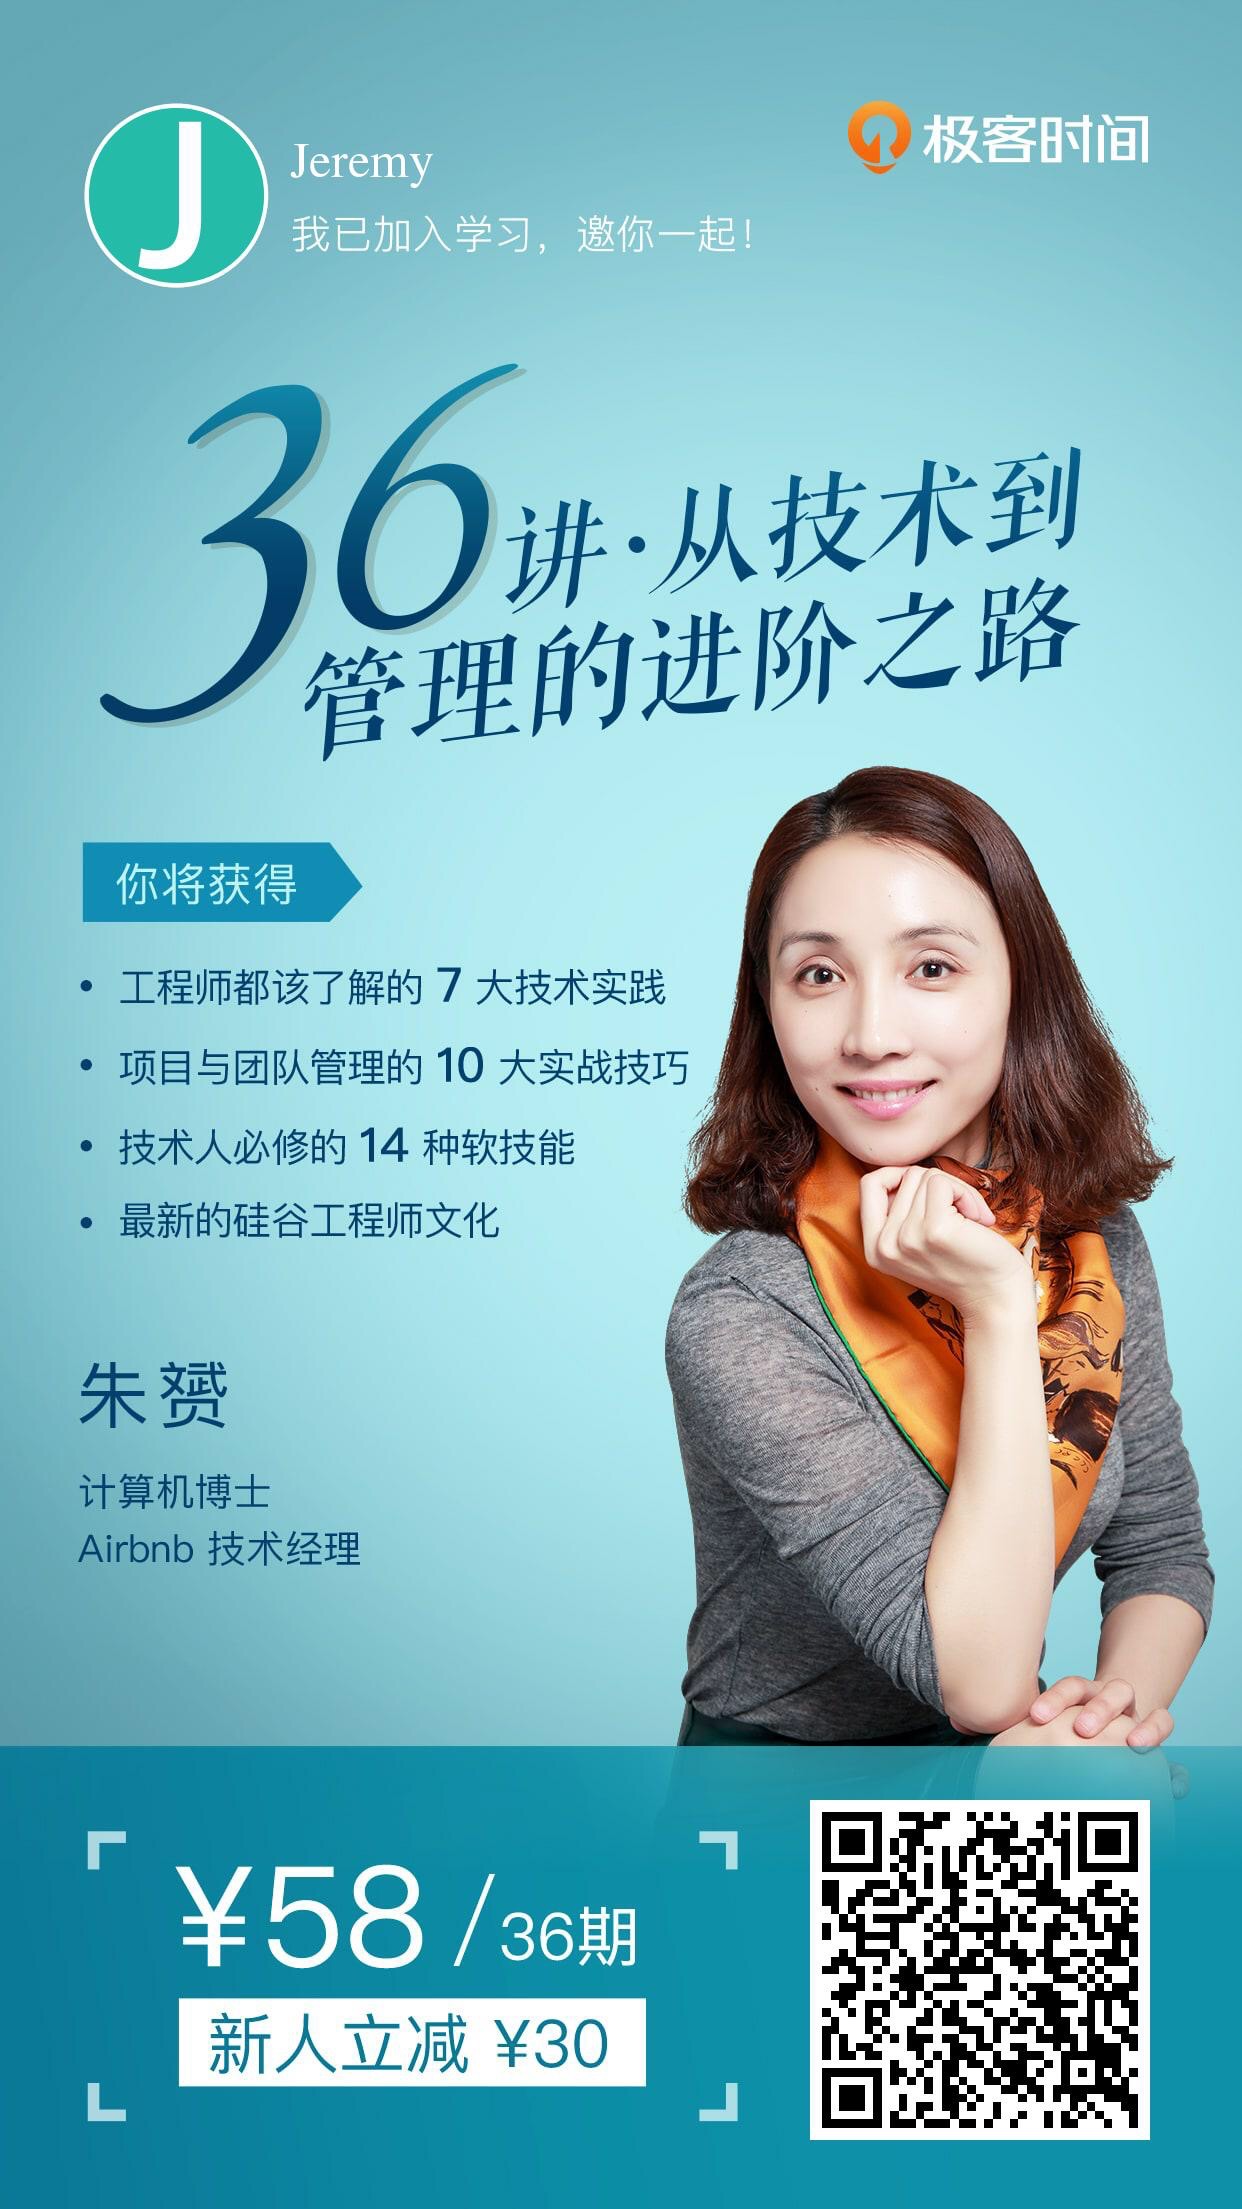 J
Jeremy
极客时间
我已加入学习，邀你一起！
36讲·从技术到
管理的进阶之路
你将获得
• 工程师都该了解的 7 大技术实践
• 项目与团队管理的 10 大实战技巧
• 技术人必修的 14 种软技能
• 最新的硅谷工程师文化
朱赟
计算机博士
Airbnb 技术经理
¥58 / 36期
新人立减 ¥30